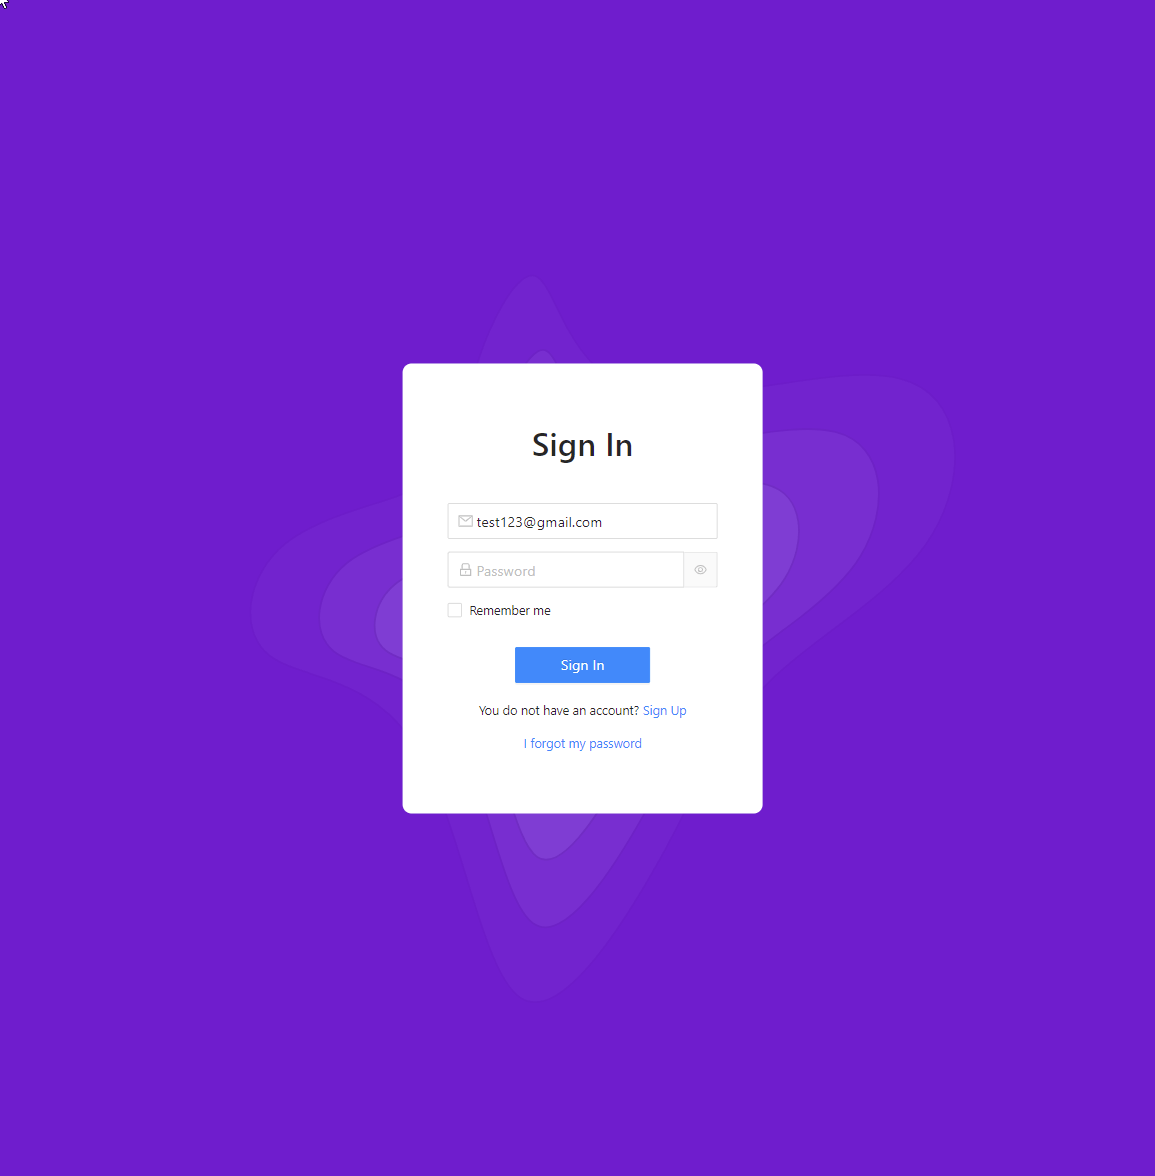 Sign In
test123@gmail.com
Password
Remember me
Sign In
You do not have an account? Sign Up
I forgot my password